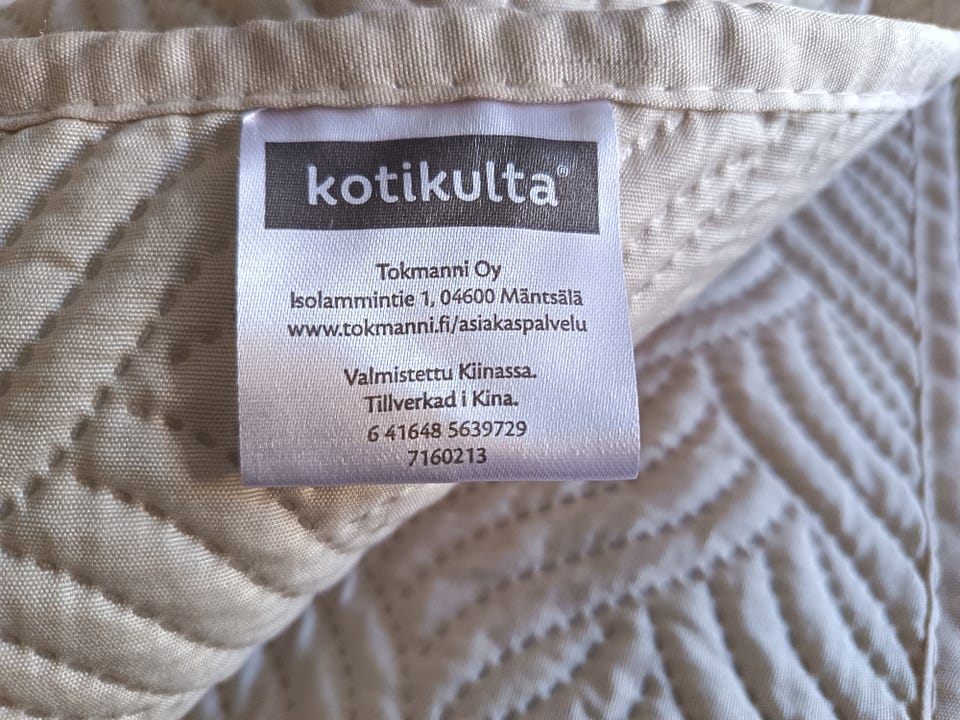 kotikulta®
Tokmanni Oy
Isolammintie 1, 04600 Mäntsälä
www.tokmanni.fi/asiakaspalvelu
Valmistettu Kiinassa.
Tillverkad i Kina.
6 41648 5639729
7160213